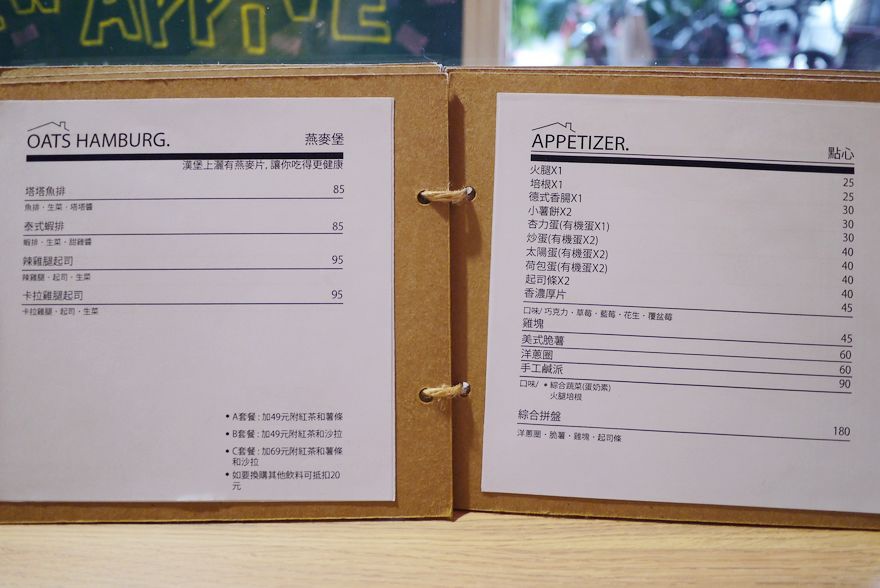 APPIVE
OATS HAMBURG.
燕麥堡
漢堡上灑有燕麥片, 讓你吃得更健康
塔塔魚排 85
魚排、生菜、塔塔醬
泰式蝦排 85
蝦排、生菜、甜雞醬
辣雞腿起司 95
辣雞腿、起司、生菜
卡拉雞腿起司 95
卡拉雞腿、起司、生菜
• A套餐 : 加49元附紅茶和薯條
• B套餐 : 加49元附紅茶和沙拉
• C套餐 : 加69元附紅茶和薯條
和沙拉
• 如要換購其他飲料可抵扣20
元
APPETIZER.
點心
火腿X1 25
培根X1 25
德式香腸X1 30
小薯餅X2 30
杏力蛋(有機蛋X1) 30
炒蛋(有機蛋X2) 40
太陽蛋(有機蛋X2) 40
荷包蛋(有機蛋X2) 40
起司條X2 40
香濃厚片 45
口味/ 巧克力、草莓、藍莓、花生、覆盆莓
雞塊 45
美式脆薯 60
洋蔥圈 60
手工鹹派 90
口味/ • 綜合蔬菜(蛋奶素)
火腿培根
綜合拼盤 180
洋蔥圈、脆薯、雞塊、起司條